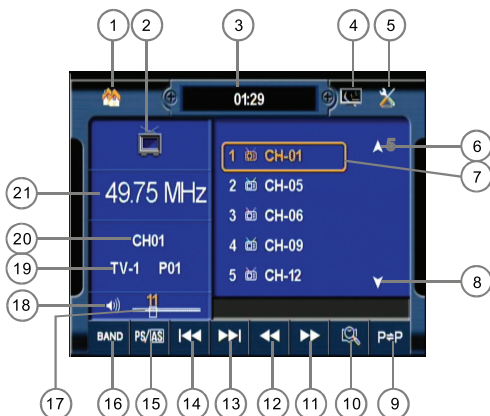 1 2 3 4 5
01:29
5
6
7
1 CH-01
2 CH-05
3 CH-06
4 CH-09
5 CH-12
49.75 MHz
CH01
TV-1 P01
11
21
20
19
18
8
BAND PS/AS P⇌P
17 16 15 14 13 12 11 10 9